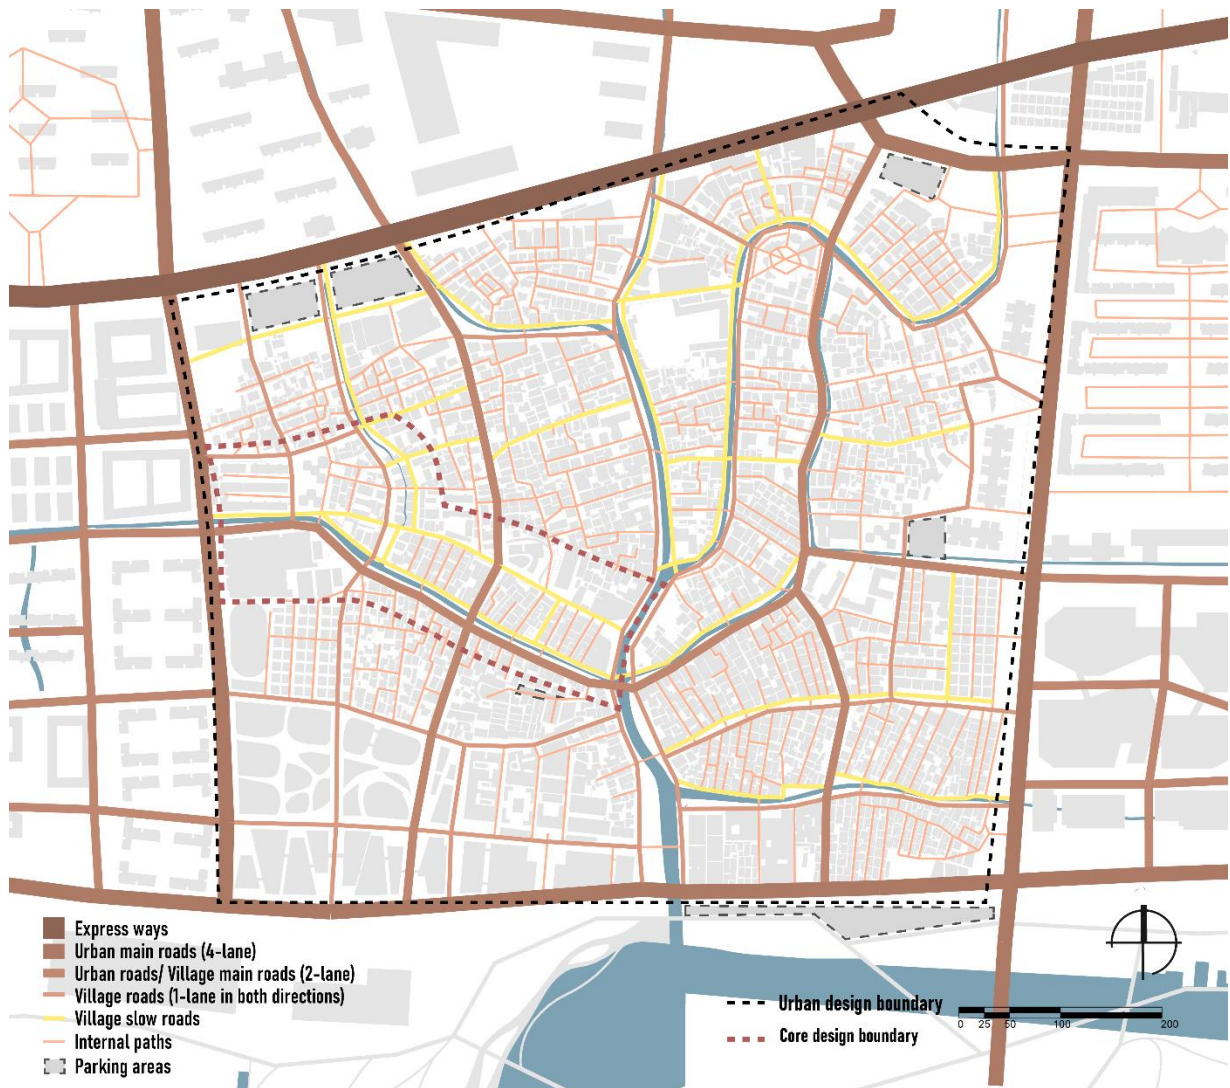 Express ways
Urban main roads (4-lane)
Urban roads/ Village main roads (2-lane)
Village roads (1-lane in both directions)
Village slow roads
Internal paths
Parking areas
Urban design boundary
Core design boundary
0 25 50 100 200